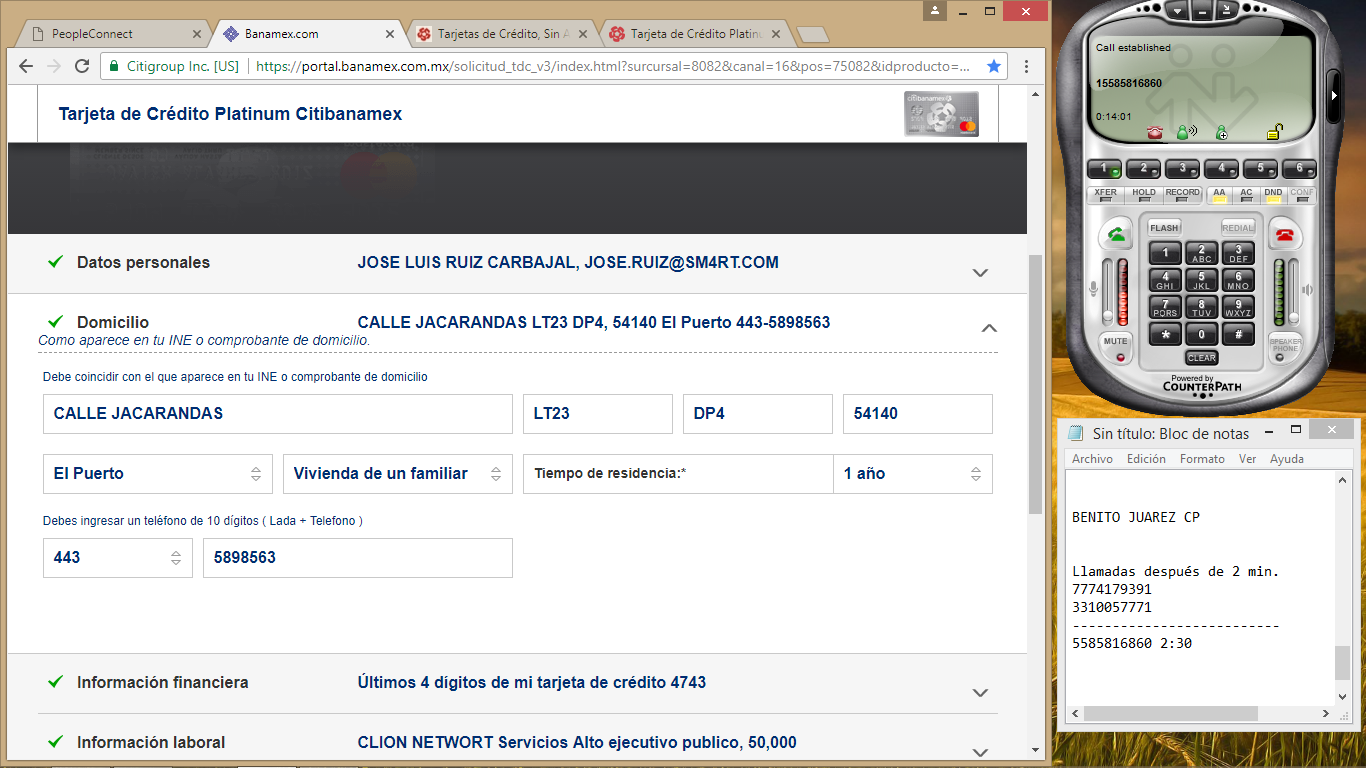 PeopleConnect
Banamex.com
Tarjetas de Crédito, Sin A
Tarjeta de Crédito Platinu
Citigroup Inc. [US]
https://portal.banamex.com.mx/solicitud_tdc_v3/index.html?surcursal=8082&canal=16&pos=75082&idproducto=...
Tarjeta de Crédito Platinum Citibanamex
citibanamex
Datos personales
JOSE LUIS RUIZ CARBAJAL, JOSE.RUIZ@SM4RT.COM
Domicilio
CALLE JACARANDAS LT23 DP4, 54140 El Puerto 443-5898563
Como aparece en tu INE o comprobante de domicilio.
Debe coincidir con el que aparece en tu INE o comprobante de domicilio
CALLE JACARANDAS
LT23
DP4
54140
El Puerto
Vivienda de un familiar
Tiempo de residencia:*
1 año
Debes ingresar un teléfono de 10 dígitos ( Lada + Telefono )
443
5898563
Información financiera
Últimos 4 dígitos de mi tarjeta de crédito 4743
Información laboral
CLION NETWORT Servicios Alto ejecutivo publico, 50,000
Call established
15585816860
0:14:01
1 2 3 4 5 6
XFER HOLD RECORD AA AC DND CONF
FLASH REDIAL
1 2 ABC 3 DEF
4 GHI 5 JKL 6 MNO
7 PQRS 8 TUV 9 WXYZ
* 0 #
MUTE
SPEAKER PHONE
CLEAR
Powered by
COUNTERPATH
Sin título: Bloc de notas
Archivo Edición Formato Ver Ayuda
BENITO JUAREZ CP
Llamadas después de 2 min.
7774179391
3310057771
--------------------------
5585816860 2:30